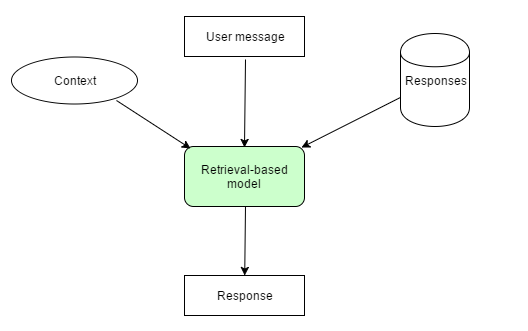 User message
Context
Responses
Retrieval-based
model
Response